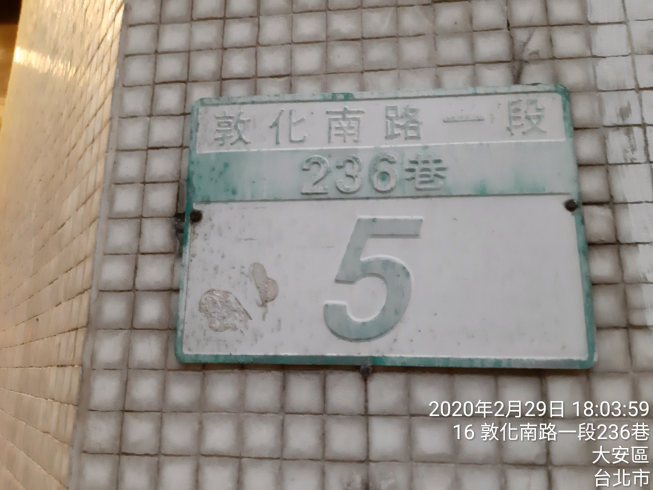 敦化南路一段
236巷
5
2020年2月29日 18:03:59
16 敦化南路一段236巷
大安區
台北市